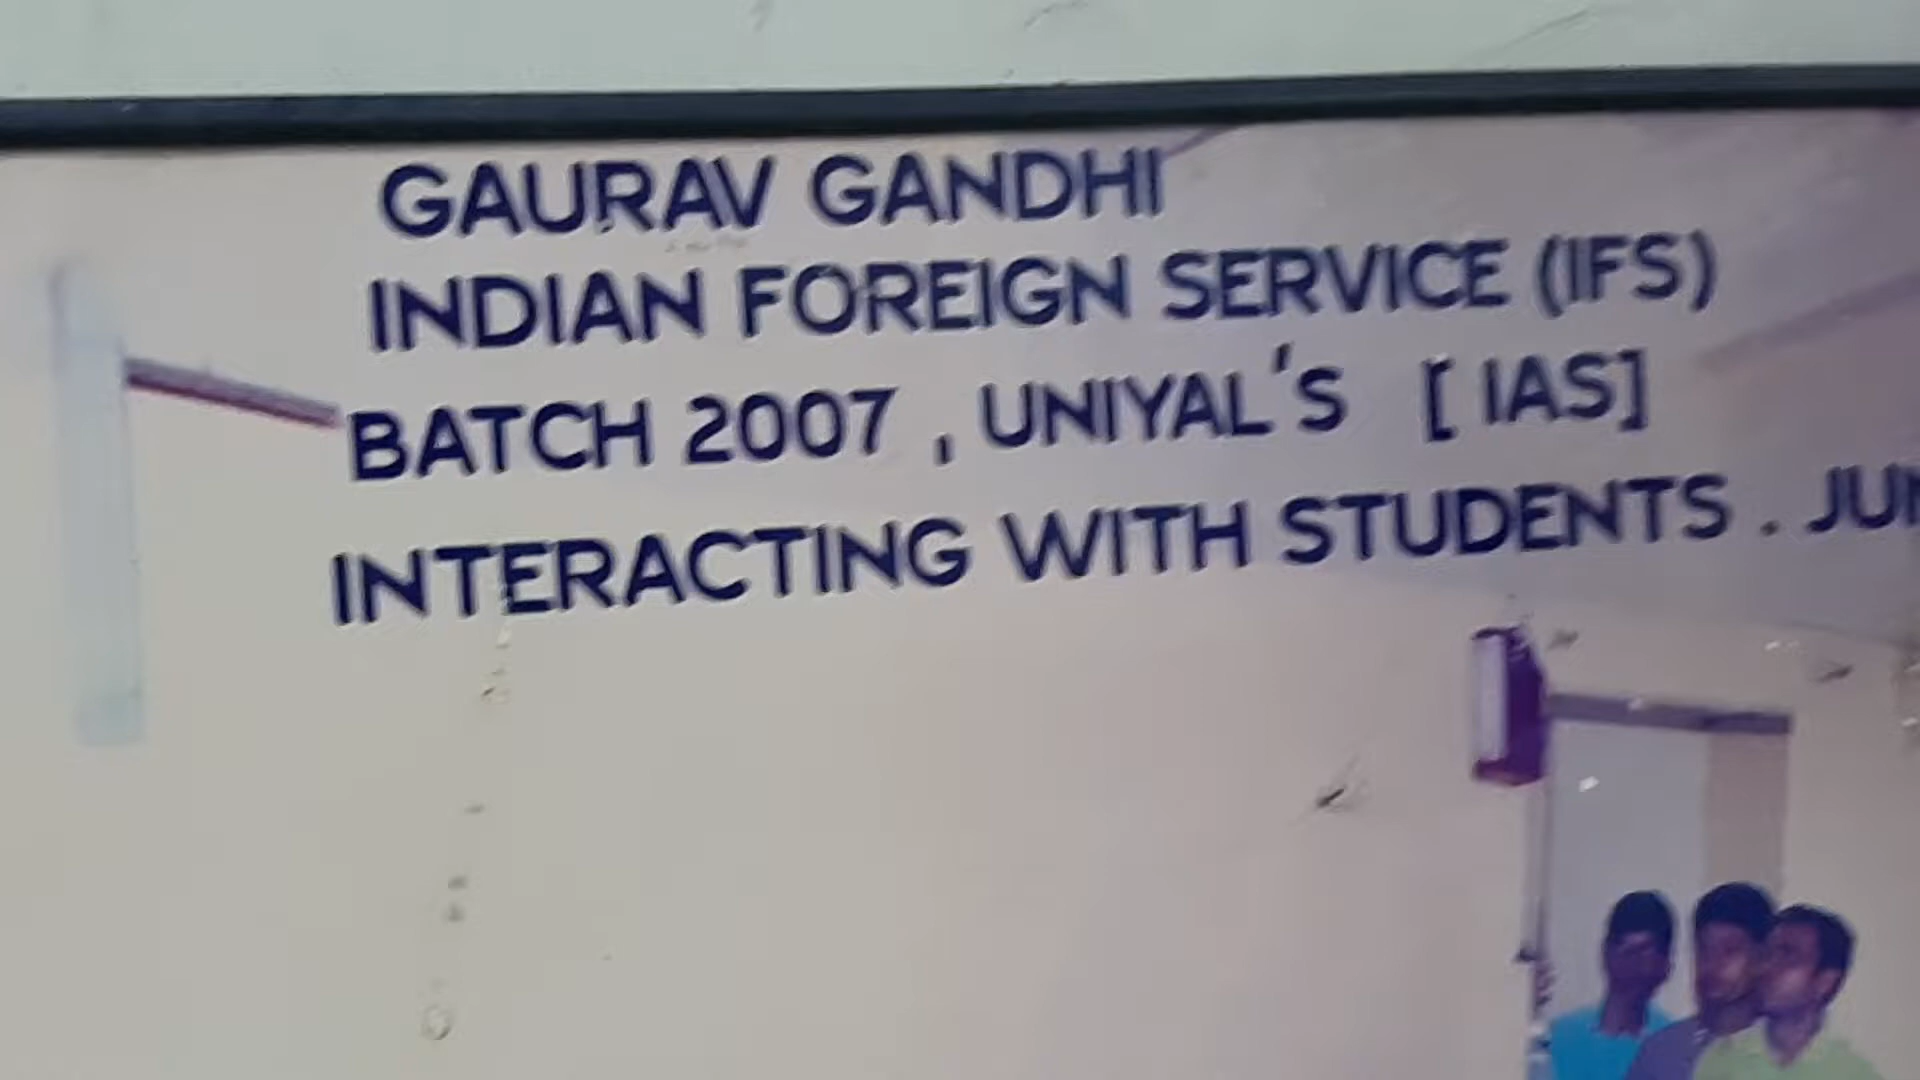 GAURAV GANDHI
INDIAN FOREIGN SERVICE (IFS)
BATCH 2007 , UNIYAL'S [ IAS]
INTERACTING WITH STUDENTS .